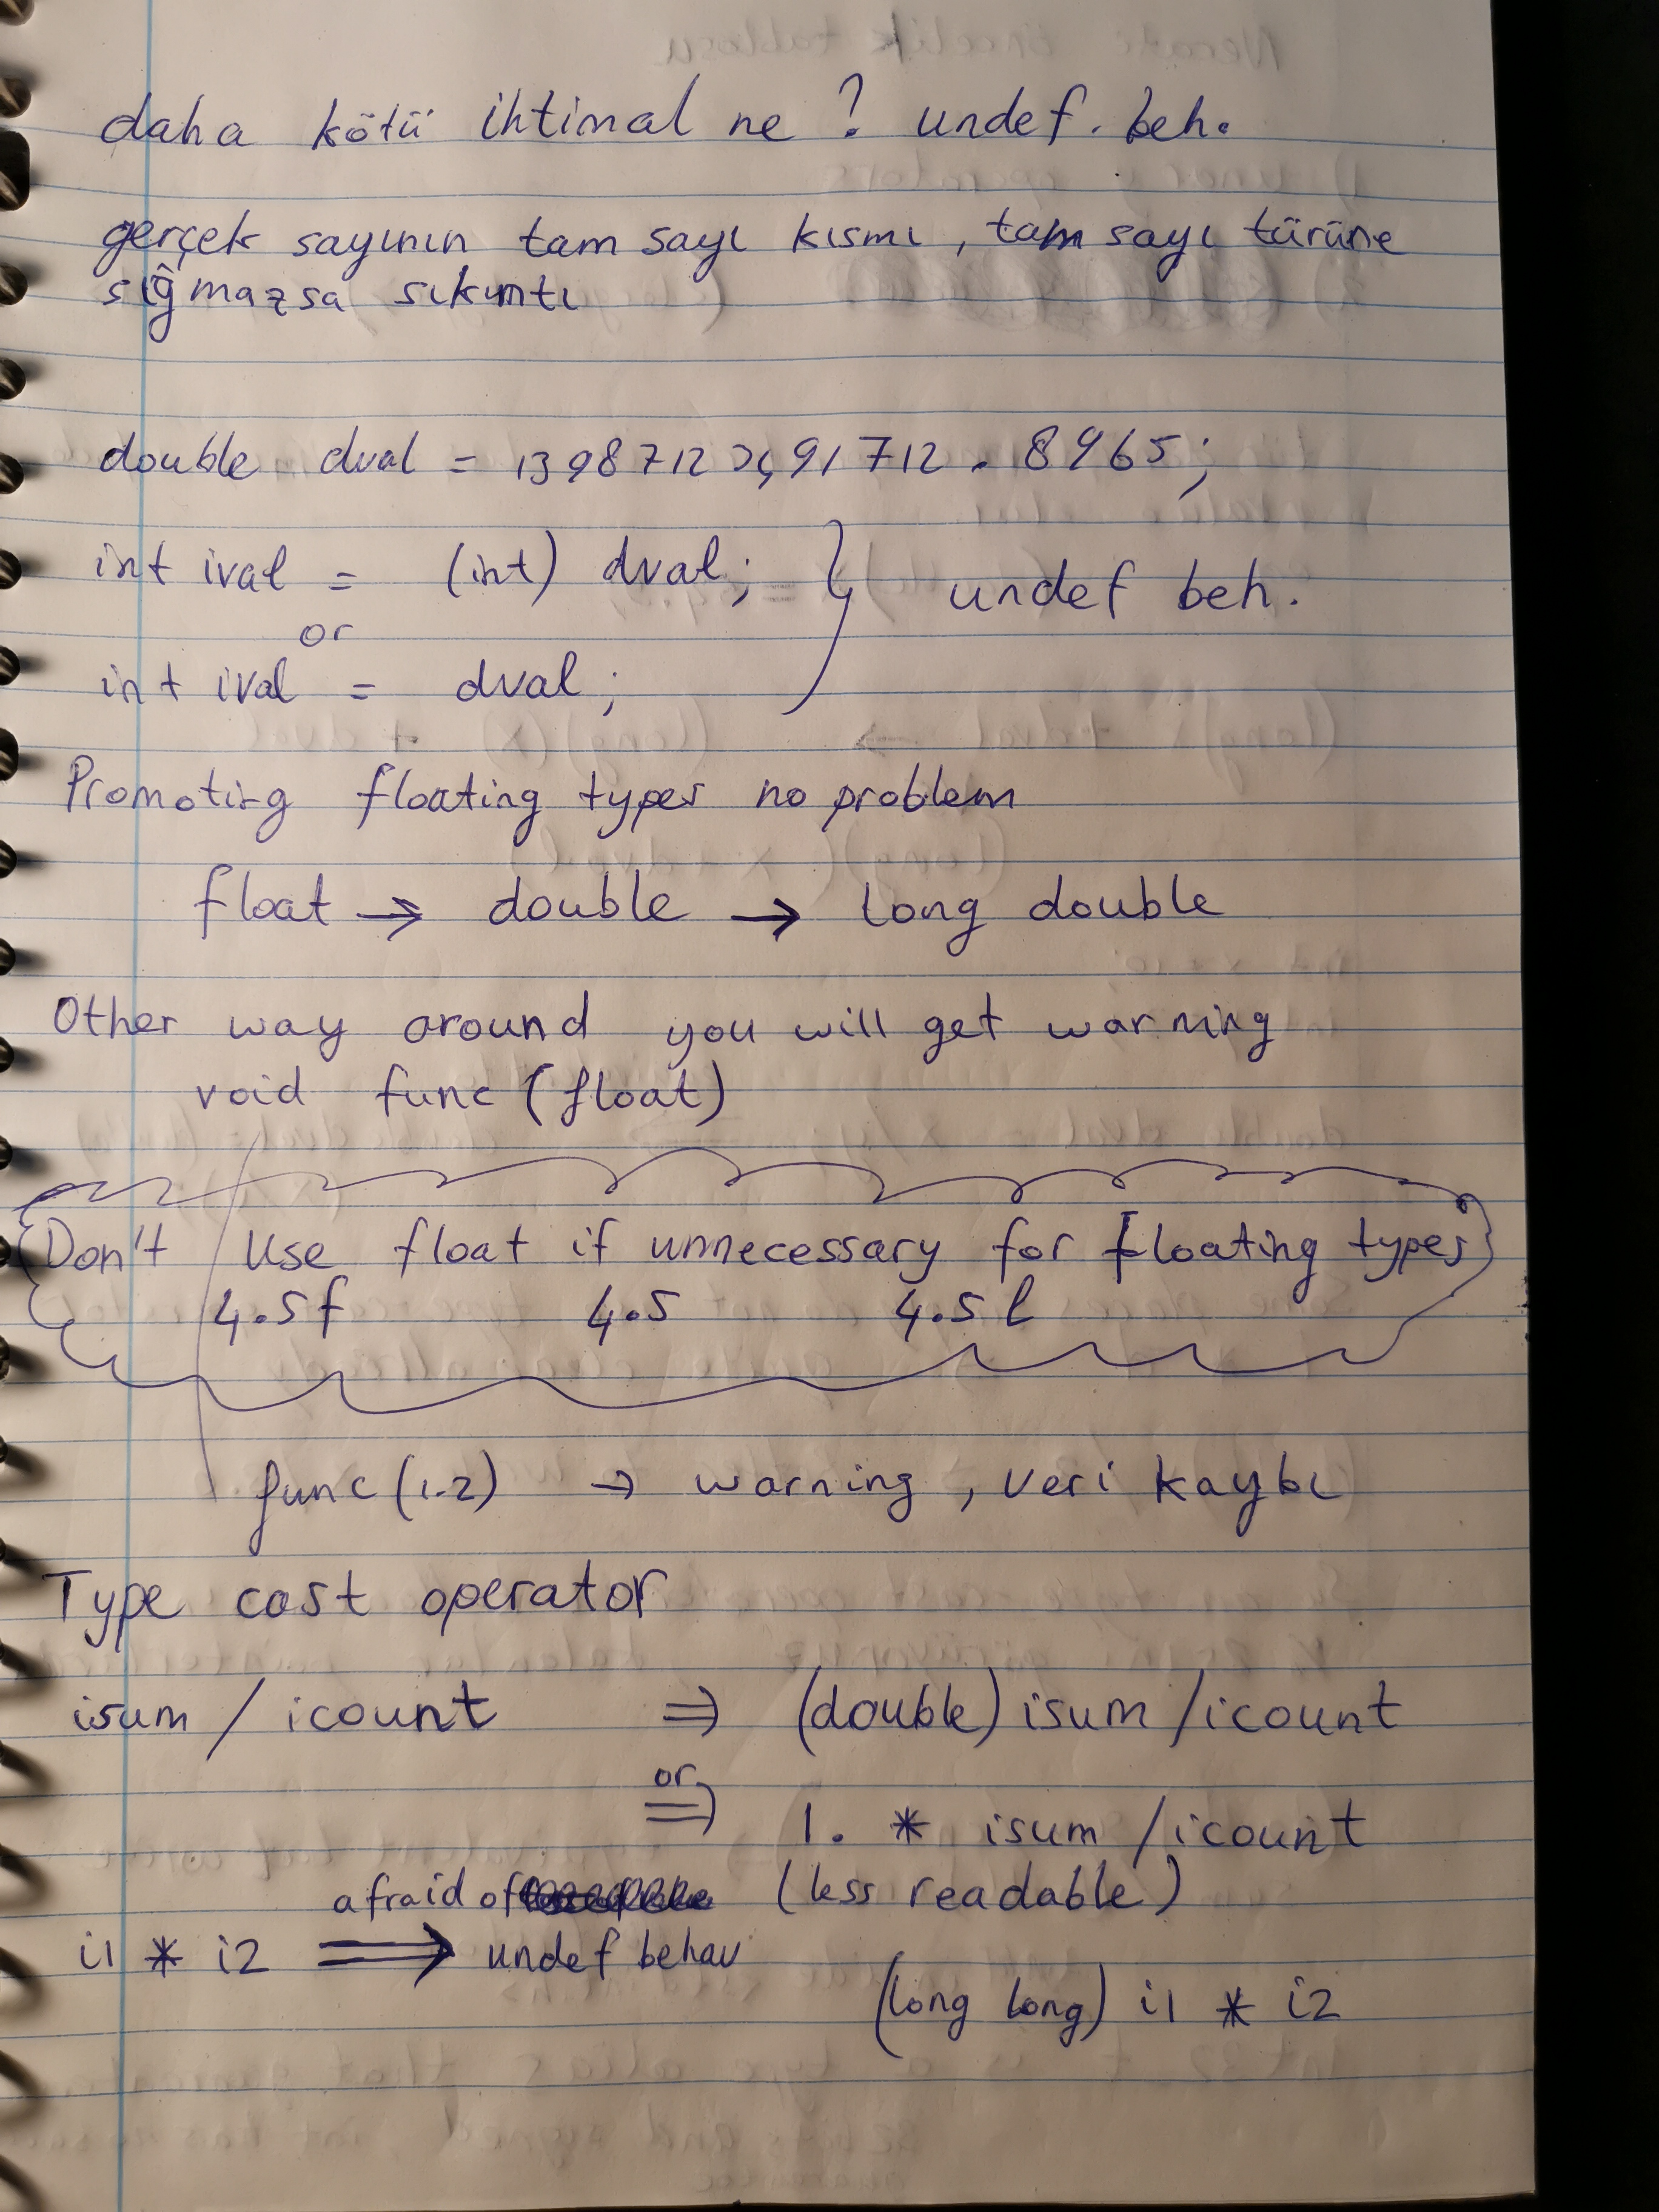 daha kötü ihtimal ne ? undef. beh.
gerçek sayının tam sayı kısmı, tam sayı türüne
sığmazsa sıkıntı
double dval = .8965;
int ival = (int) dval; } undef beh.
or
int ival = dval;
Promoting floating types no problem
float → double → long double
Other way around you will get warning
void func (float)
Don't Use float if unnecessary for floating types
4.5f 4.5 4.5l
func(1.2) → warning, veri kaybı
Type cast operator
isum / icount ⇒ (double) isum / icount
or ⇒ 1. * isum / icount
afraid of (less readable)
i1 * i2 ⟹ undef behav
(long long) i1 * i2